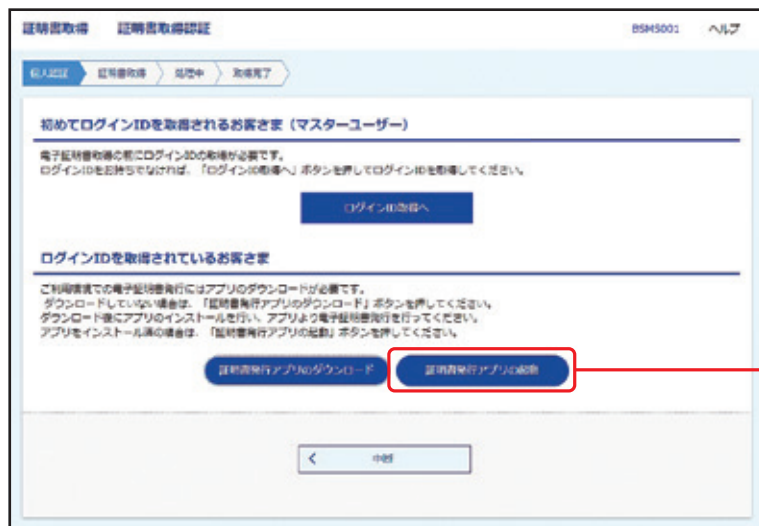 証明書取得 証明書取得認証 BSMS001 ヘルプ
個人認証 証明書取得 処理中 取得完了
初めてログインIDを取得されるお客さま（マスターユーザー）
電子証明書取得の前にログインIDの取得が必要です。
ログインIDをお持ちでなければ、「ログインID取得へ」ボタンを押してログインIDを取得してください。
ログインID取得へ
ログインIDを取得されているお客さま
ご利用環境での電子証明書発行にはアプリのダウンロードが必要です。
ダウンロードしていない場合は、「証明書発行アプリのダウンロード」ボタンを押してください。
ダウンロード後にアプリのインストールを行い、アプリより電子証明書発行を行ってください。
アプリをインストール済の場合は、「証明書発行アプリの起動」ボタンを押してください。
証明書発行アプリのダウンロード 証明書発行アプリの起動
中断